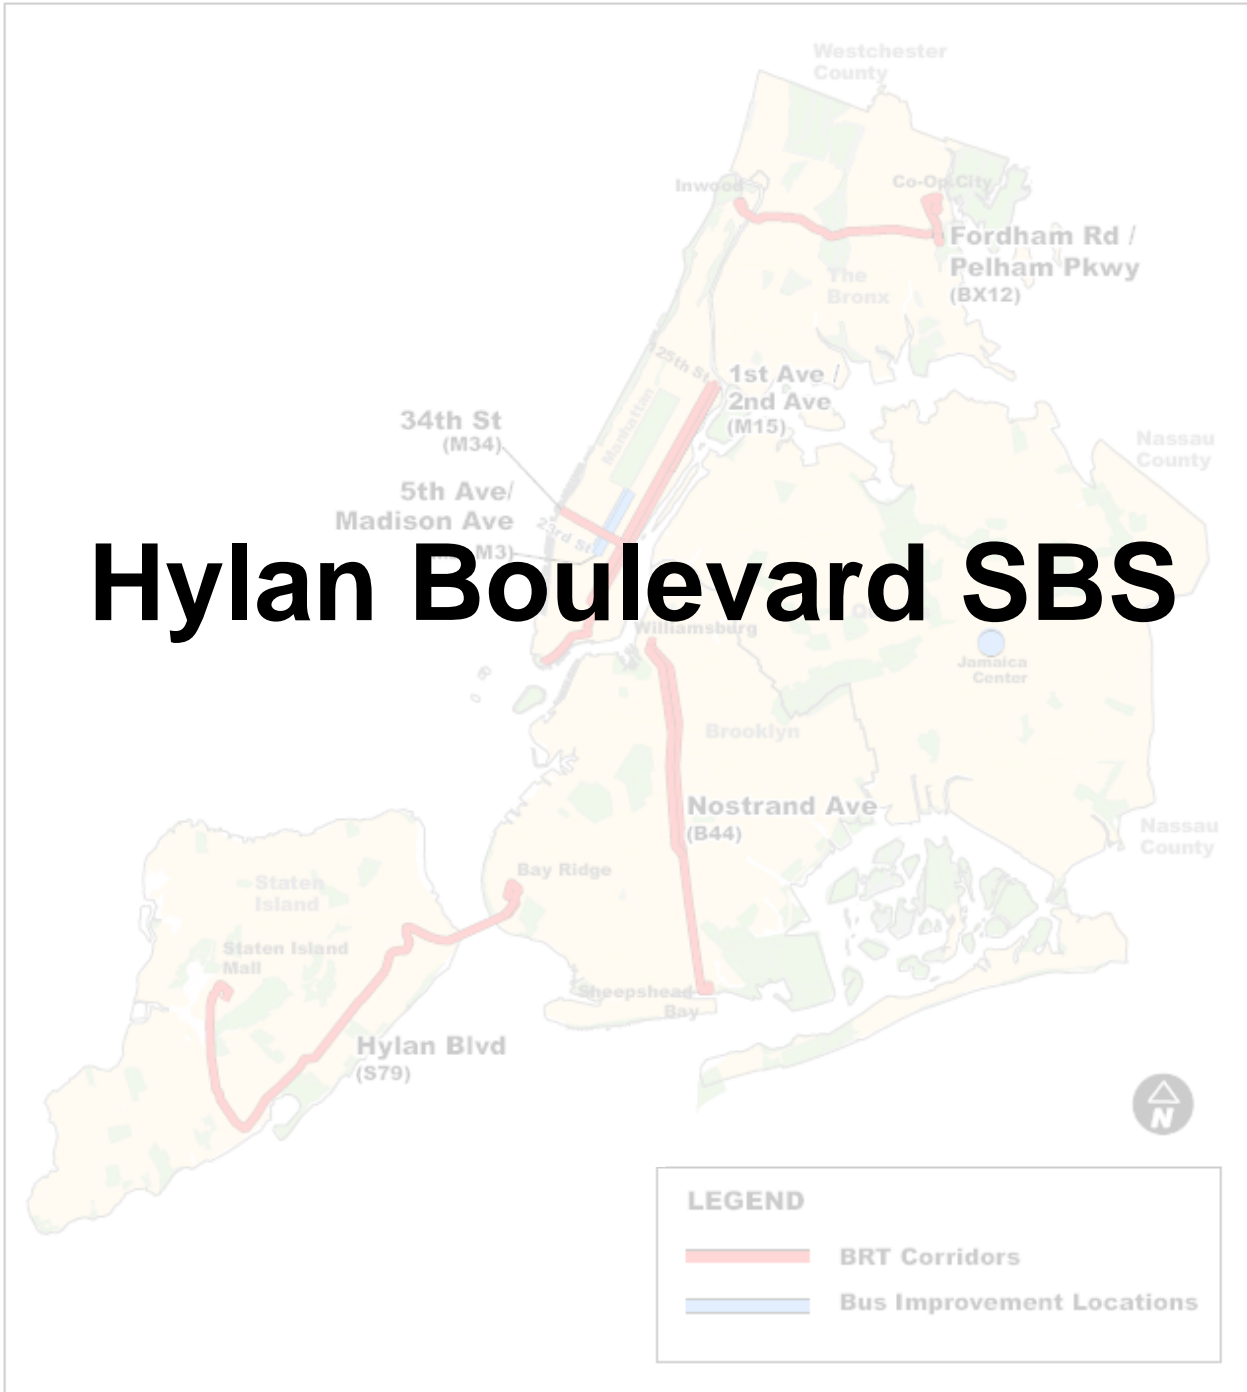 Westchester
County
Inwood
Co-Op City
Fordham Rd /
Pelham Pkwy
(BX12)
The
Bronx
125th St
1st Ave /
2nd Ave
(M15)
Manhattan
34th St
(M34)
Nassau
County
5th Ave/
Madison Ave
M3)
23rd St
Hylan Boulevard SBS
Williamsburg
Jamaica
Center
Brooklyn
Nostrand Ave
(B44)
Nassau
County
Bay Ridge
Staten
Island
Staten Island
Mall
Sheepshead
Bay
Hylan Blvd
(S79)
N
LEGEND
BRT Corridors
Bus Improvement Locations